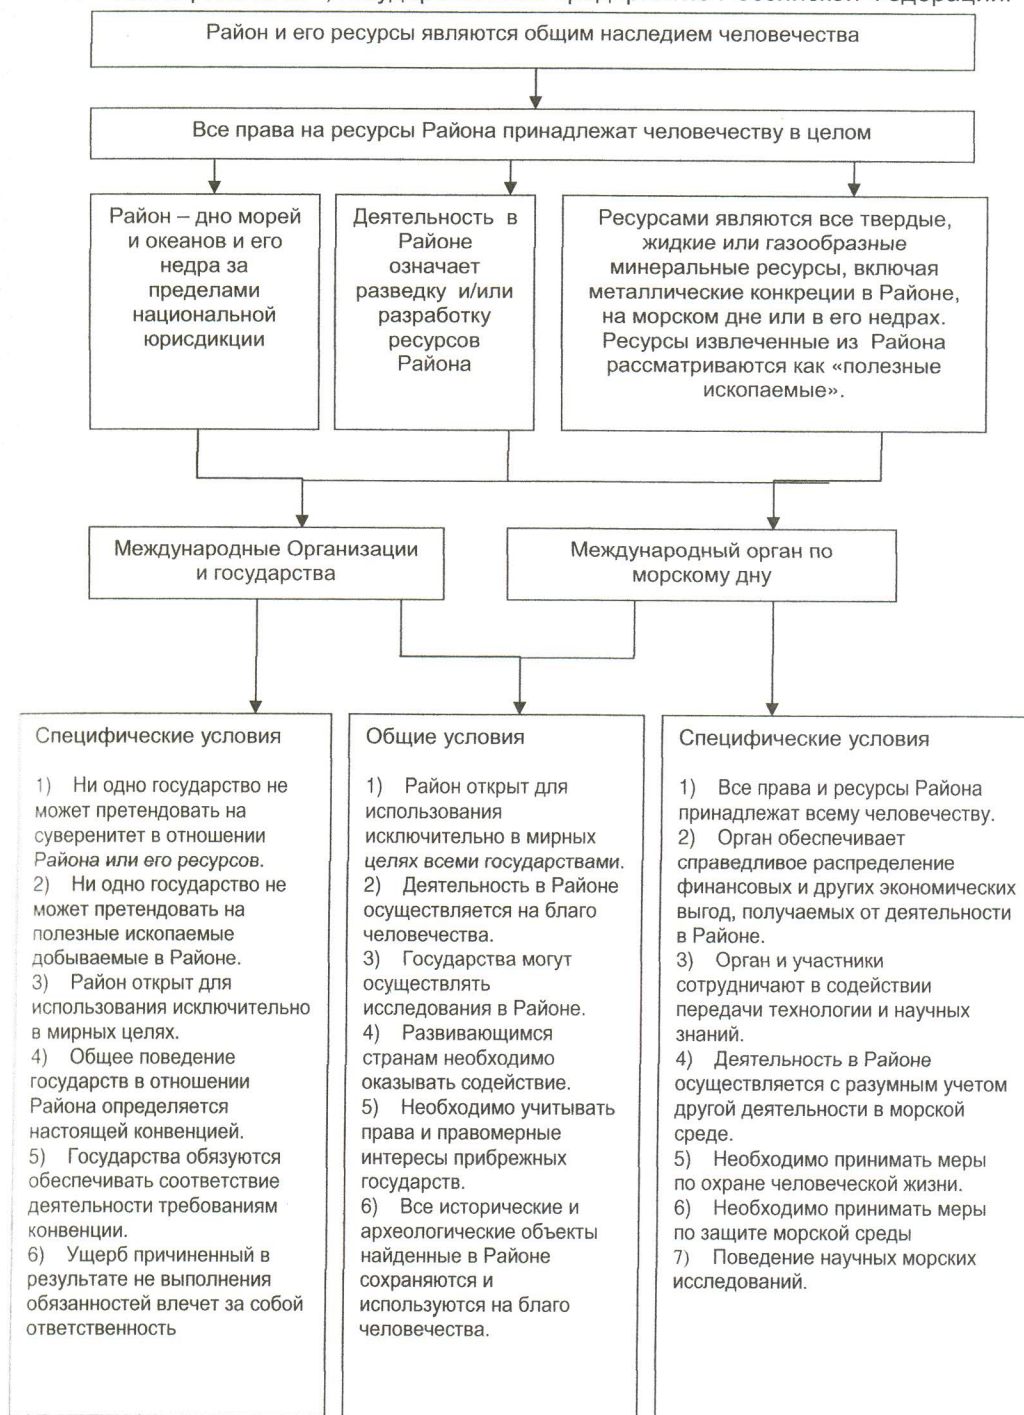 Район и его ресурсы являются общим наследием человечества
Все права на ресурсы Района принадлежат человечеству в целом
Район – дно морей
и океанов и его
недра за
пределами
национальной
юрисдикции
Деятельность в
Районе
означает
разведку и/или
разработку
ресурсов
Района
Ресурсами являются все твердые,
жидкие или газообразные
минеральные ресурсы, включая
металлические конкреции в Районе,
на морском дне или в его недрах.
Ресурсы извлеченные из Района
рассматриваются как «полезные
ископаемые».
Международные Организации
и государства
Международный орган по
морскому дну
Специфические условия
1) Ни одно государство не
может претендовать на
суверенитет в отношении
Района или его ресурсов.
2) Ни одно государство не
может претендовать на
полезные ископаемые
добываемые в Районе.
3) Район открыт для
использования исключительно
в мирных целях.
4) Общее поведение
государств в отношении
Района определяется
настоящей конвенцией.
5) Государства обязуются
обеспечивать соответствие
деятельности требованиям
конвенции.
6) Ущерб причиненный в
результате не выполнения
обязанностей влечет за собой
ответственность
Общие условия
1) Район открыт для
использования
исключительно в мирных
целях всеми государствами.
2) Деятельность в Районе
осуществляется на благо
человечества.
3) Государства могут
осуществлять
исследования в Районе.
4) Развивающимся
странам необходимо
оказывать содействие.
5) Необходимо учитывать
права и правомерные
интересы прибрежных
государств.
6) Все исторические и
археологические объекты
найденные в Районе
сохраняются и
используются на благо
человечества.
Специфические условия
1) Все права и ресурсы Района
принадлежат всему человечеству.
2) Орган обеспечивает
справедливое распределение
финансовых и других экономических
выгод, получаемых от деятельности
в Районе.
3) Орган и участники
сотрудничают в содействии
передачи технологии и научных
знаний.
4) Деятельность в Районе
осуществляется с разумным учетом
другой деятельности в морской
среде.
5) Необходимо принимать меры
по охране человеческой жизни.
6) Необходимо принимать меры
по защите морской среды
7) Поведение научных морских
исследований.